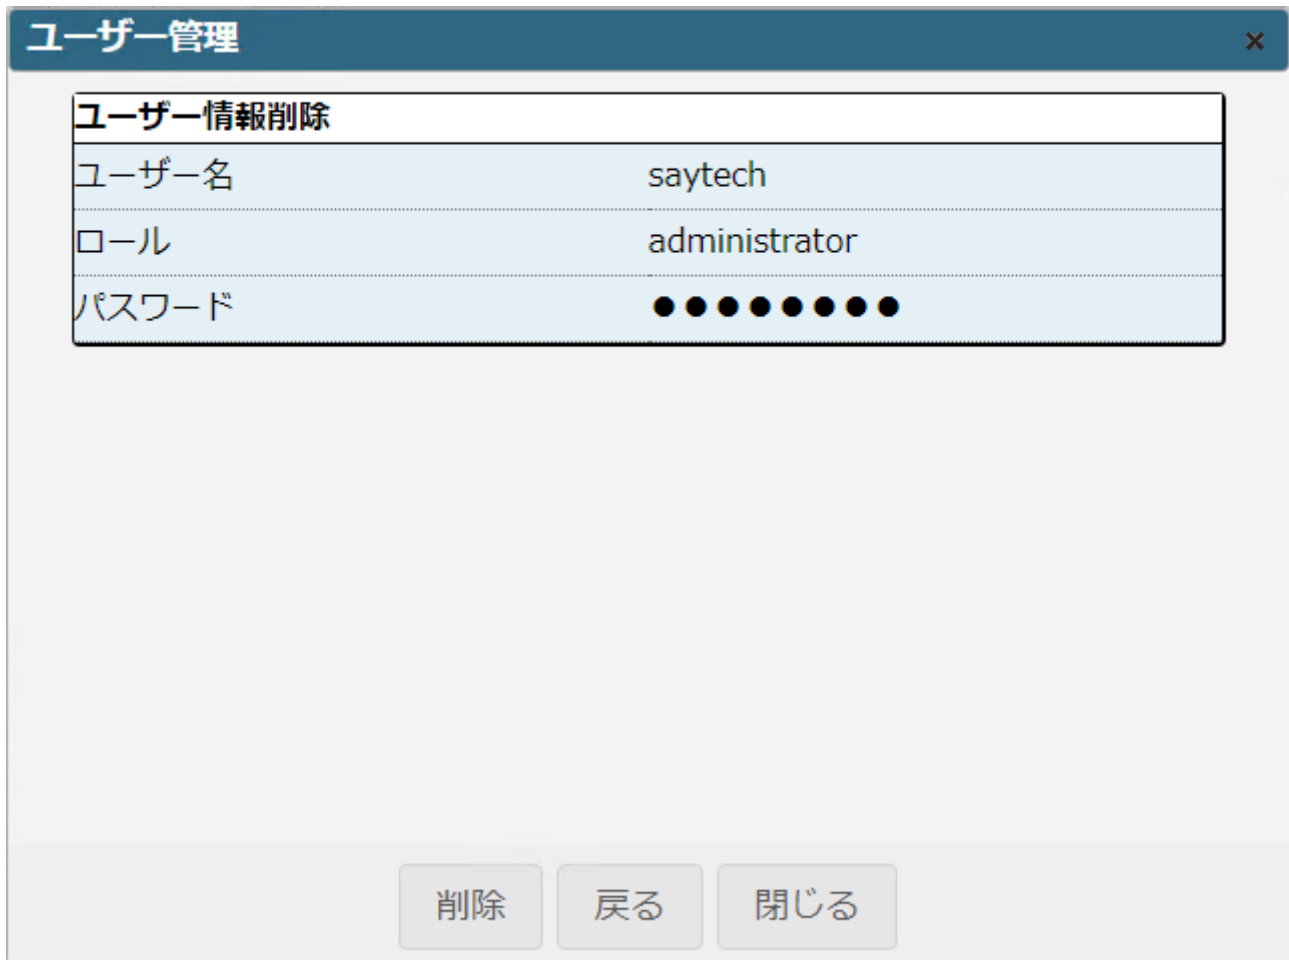 ユーザー管理 ×
ユーザー情報削除
ユーザー名 saytech
ロール administrator
パスワード ●●●●●●●●
削除 戻る 閉じる